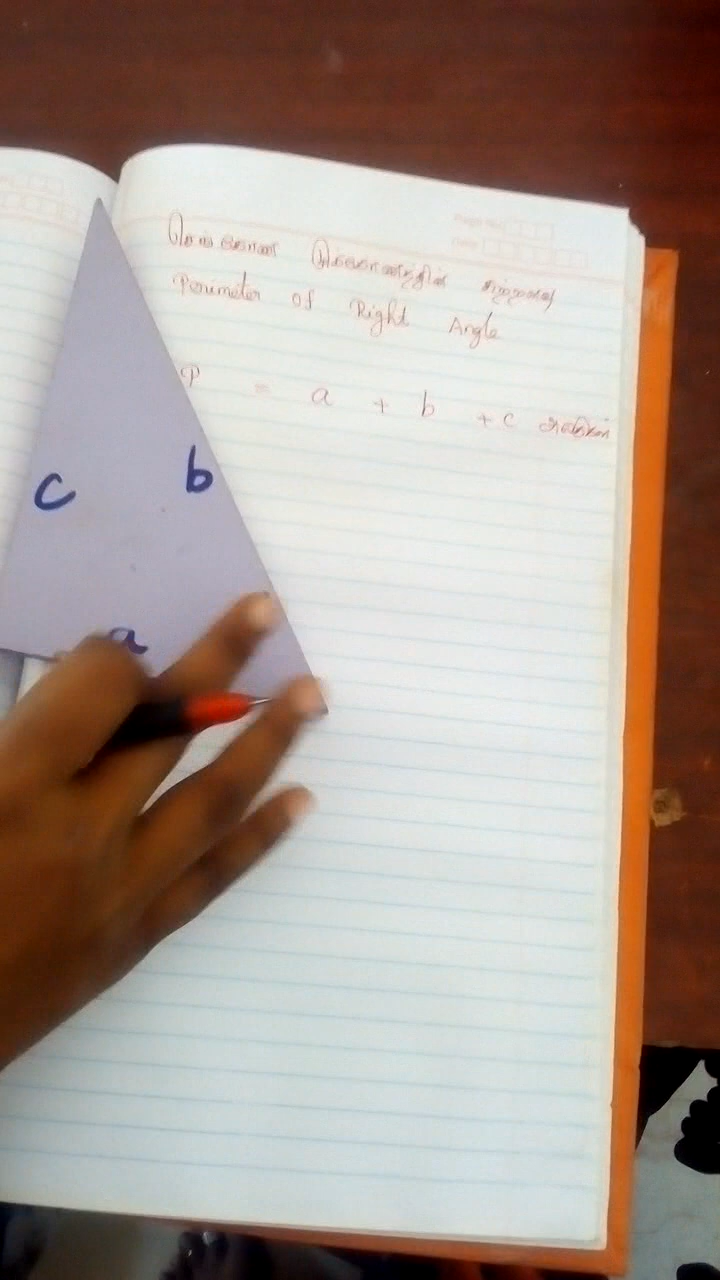 செங்கோண முக்கோணத்தின் சுற்றளவு
Perimeter of Right Angle
P = a + b + c அலகுகள்
c b
a